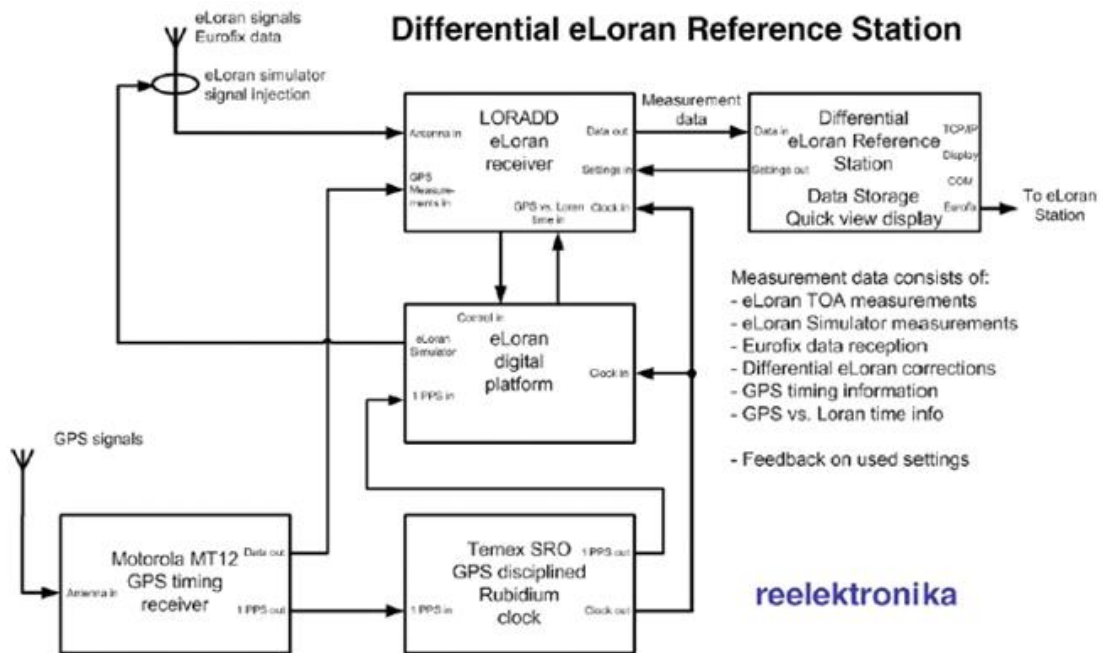 Differential eLoran Reference Station
eLoran signals
Eurofix data
eLoran simulator
signal injection
LORADD
eLoran
receiver
Antenna in
GPS
Measure-
ments in
Data out
Settings in
GPS vs. Loran
time in
Clock in
Measurement
data
Differential
eLoran Reference
Station
Data Storage
Quick view display
Data in
Settings out
TCP/IP
Display
COM
Eurofix
To eLoran
Station
Control in
eLoran
Simulator
eLoran
digital
platform
1 PPS in
Clock in
Measurement data consists of:
- eLoran TOA measurements
- eLoran Simulator measurements
- Eurofix data reception
- Differential eLoran corrections
- GPS timing information
- GPS vs. Loran time info
- Feedback on used settings
GPS signals
Motorola MT12
GPS timing
receiver
Antenna in
Data out
1 PPS out
Temex SRO
GPS disciplined
Rubidium
clock
1 PPS in
1 PPS out
Clock out
reelektronika